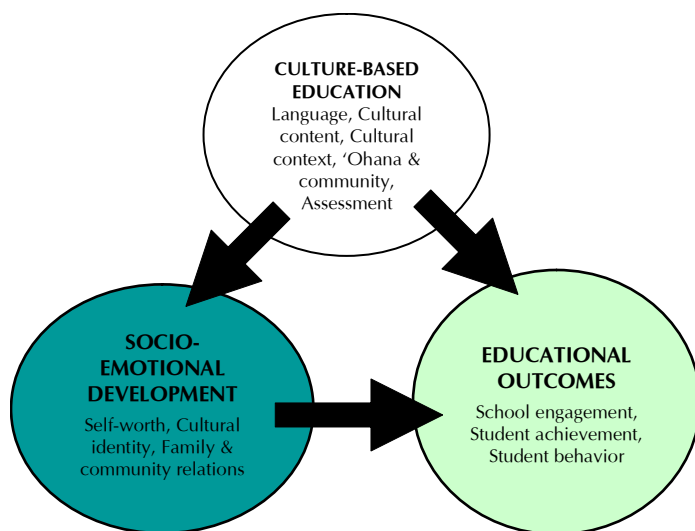 CULTURE-BASED
EDUCATION
Language, Cultural
content, Cultural
context, ‘Ohana &
community,
Assessment
SOCIO-
EMOTIONAL
DEVELOPMENT
Self-worth, Cultural
identity, Family &
community relations
EDUCATIONAL
OUTCOMES
School engagement,
Student achievement,
Student behavior